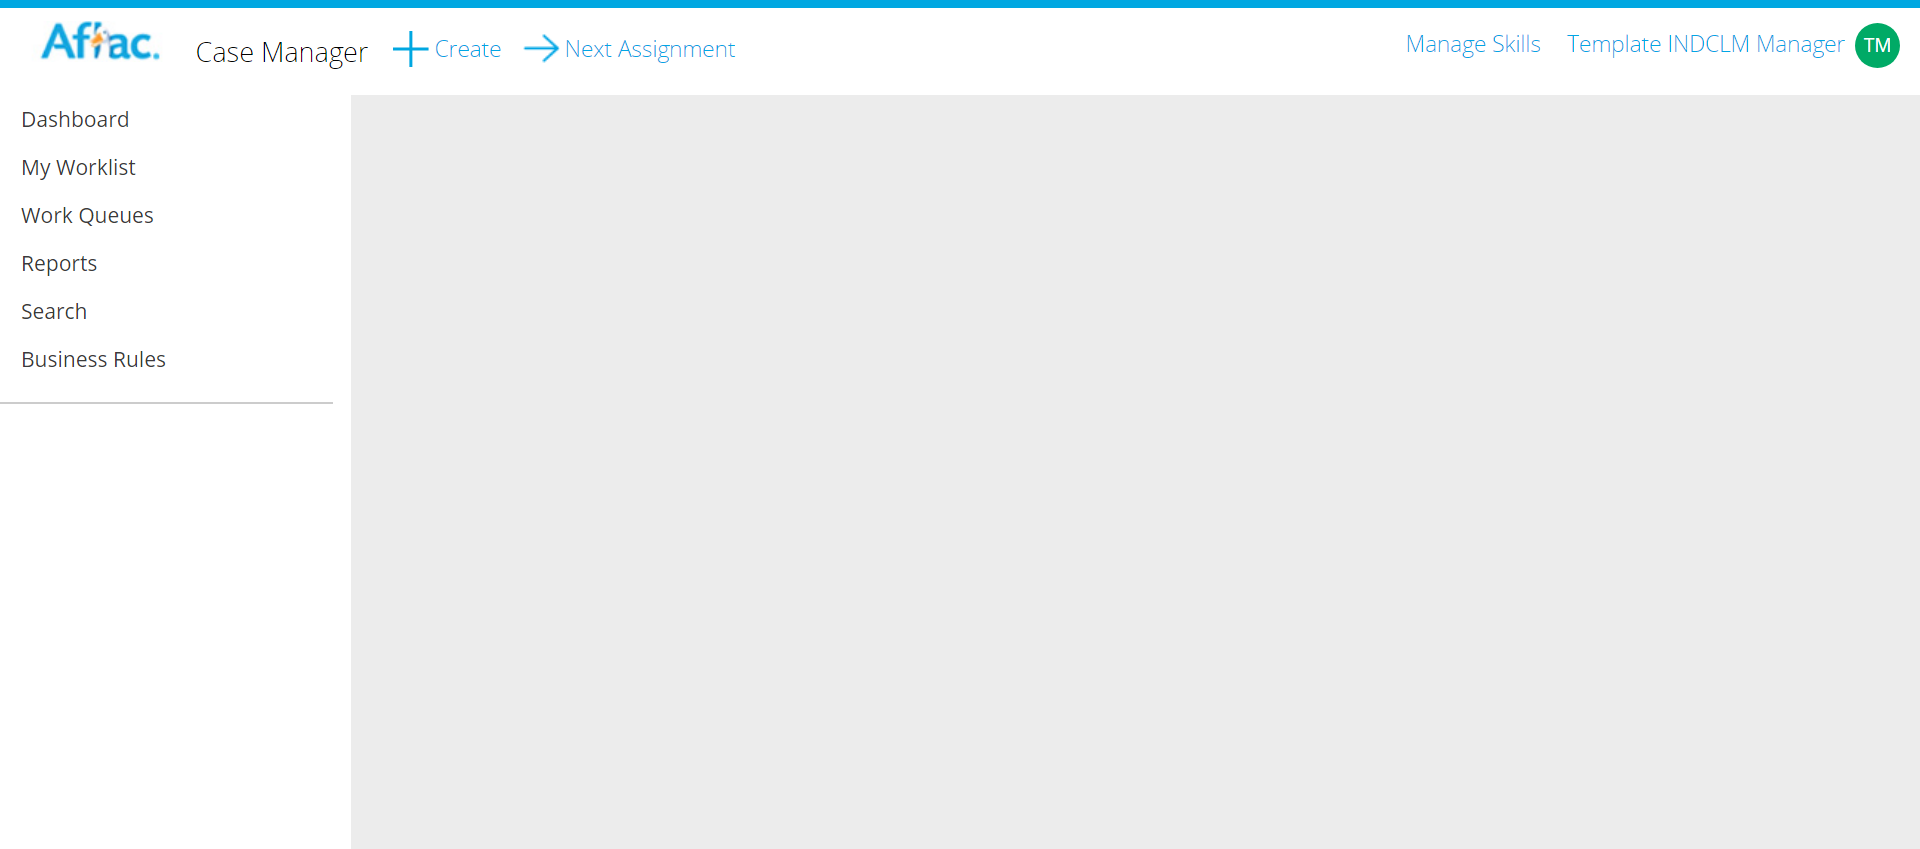 Aflac.
Case Manager
Create
Next Assignment
Manage Skills
Template INDCLM Manager
TM
Dashboard
My Worklist
Work Queues
Reports
Search
Business Rules